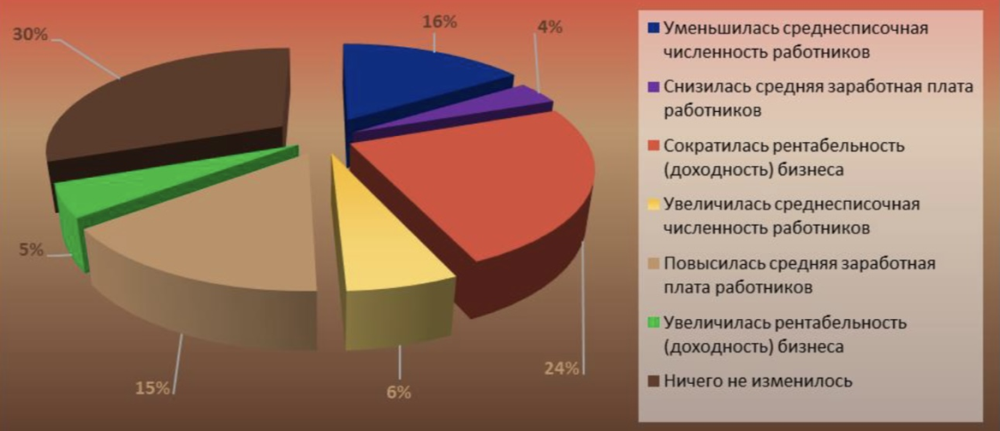 30%
16%
4%
5%
15%
6%
24%
Уменьшилась среднесписочная
численность работников
Снизилась средняя заработная плата
работников
Сократилась рентабельность
(доходность) бизнеса
Увеличилась среднесписочная
численность работников
Повысилась средняя заработная
плата работников
Увеличилась рентабельность
(доходность) бизнеса
Ничего не изменилось